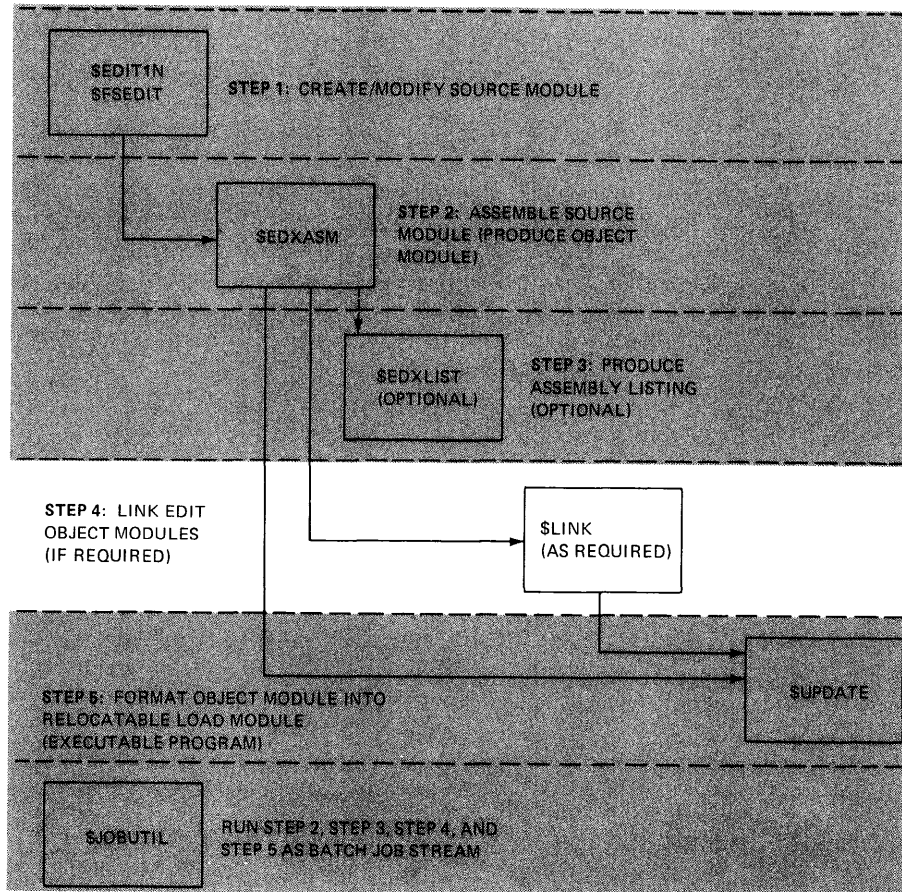 $EDIT1N
$FSEDIT
STEP 1: CREATE/MODIFY SOURCE MODULE
$EDXASM
STEP 2: ASSEMBLE SOURCE
MODULE (PRODUCE OBJECT
MODULE)
$EDXLIST
(OPTIONAL)
STEP 3: PRODUCE
ASSEMBLY LISTING
(OPTIONAL)
STEP 4: LINK EDIT
OBJECT MODULES
(IF REQUIRED)
$LINK
(AS REQUIRED)
$UPDATE
STEP 5: FORMAT OBJECT MODULE INTO
RELOCATABLE LOAD MODULE
(EXECUTABLE PROGRAM)
$JOBUTIL
RUN STEP 2, STEP 3, STEP 4, AND
STEP 5 AS BATCH JOB STREAM